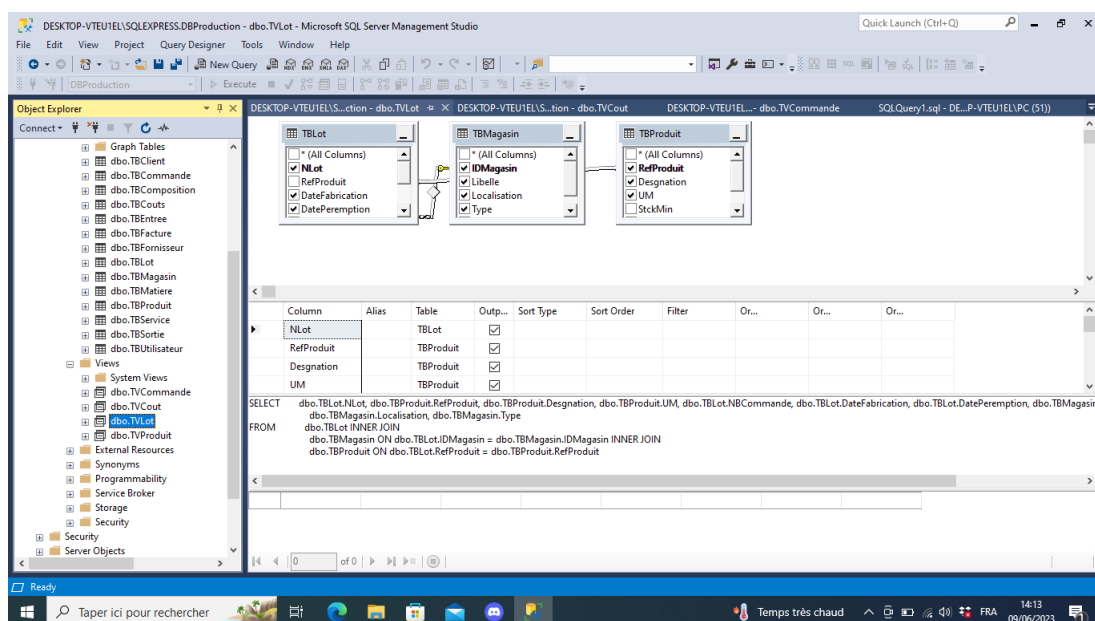 DESKTOP-VTEU1EL\SQLEXPRESS.DBProduction - dbo.TVLot - Microsoft SQL Server Management Studio
Quick Launch (Ctrl+Q)
File Edit View Project Query Designer Tools Window Help
New Query
DBProduction
Execute
Object Explorer
DESKTOP-VTEU1EL\S...ction - dbo.TVLot
DESKTOP-VTEU1EL\S...tion - dbo.TVCout
DESKTOP-VTEU1EL...- dbo.TVCommande
SQLQuery1.sql - DE...P-VTEU1EL\PC (51))
Connect
Graph Tables
dbo.TBClient
dbo.TBCommande
dbo.TBComposition
dbo.TBCouts
dbo.TBEntree
dbo.TBFacture
dbo.TBFornisseur
dbo.TBLot
dbo.TBMagasin
dbo.TBMatiere
dbo.TBProduit
dbo.TBService
dbo.TBSortie
dbo.TBUtilisateur
Views
System Views
dbo.TVCommande
dbo.TVCout
dbo.TVLot
dbo.TVProduit
External Resources
Synonyms
Programmability
Service Broker
Storage
Security
Security
Server Objects
TBLot
* (All Columns)
NLot
RefProduit
DateFabrication
DatePeremption
TBMagasin
* (All Columns)
IDMagasin
Libelle
Localisation
Type
TBProduit
* (All Columns)
RefProduit
Desgnation
UM
StckMin
Column Alias Table Outp... Sort Type Sort Order Filter Or... Or... Or...
NLot TBLot
RefProduit TBProduit
Desgnation TBProduit
UM TBProduit
SELECT dbo.TBLot.NLot, dbo.TBProduit.RefProduit, dbo.TBProduit.Desgnation, dbo.TBProduit.UM, dbo.TBLot.NBCommande, dbo.TBLot.DateFabrication, dbo.TBLot.DatePeremption, dbo.TBMagasin
dbo.TBMagasin.Localisation, dbo.TBMagasin.Type
FROM dbo.TBLot INNER JOIN
dbo.TBMagasin ON dbo.TBLot.IDMagasin = dbo.TBMagasin.IDMagasin INNER JOIN
dbo.TBProduit ON dbo.TBLot.RefProduit = dbo.TBProduit.RefProduit
0 of 0
Ready
Taper ici pour rechercher
Temps très chaud
FRA
14:13
09/06/2023